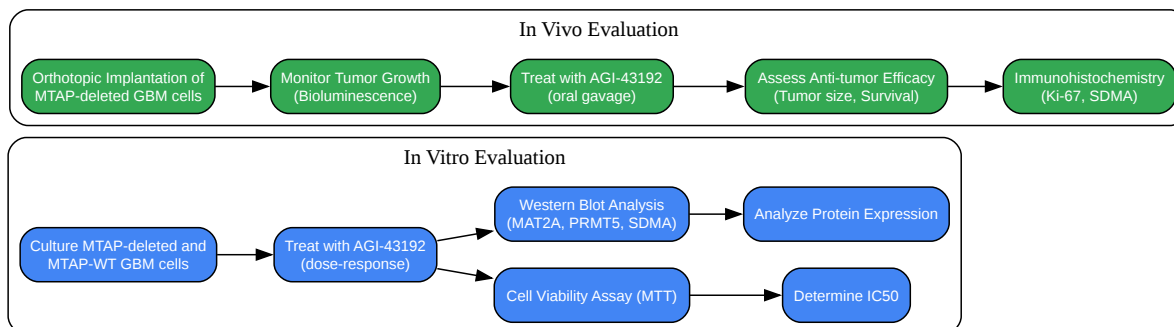 In Vivo Evaluation
Orthotopic Implantation of
MTAP-deleted GBM cells
Monitor Tumor Growth
(Bioluminescence)
Treat with AGI-43192
(oral gavage)
Assess Anti-tumor Efficacy
(Tumor size, Survival)
Immunohistochemistry
(Ki-67, SDMA)
In Vitro Evaluation
Culture MTAP-deleted and
MTAP-WT GBM cells
Treat with AGI-43192
(dose-response)
Western Blot Analysis
(MAT2A, PRMT5, SDMA)
Analyze Protein Expression
Cell Viability Assay (MTT)
Determine IC50